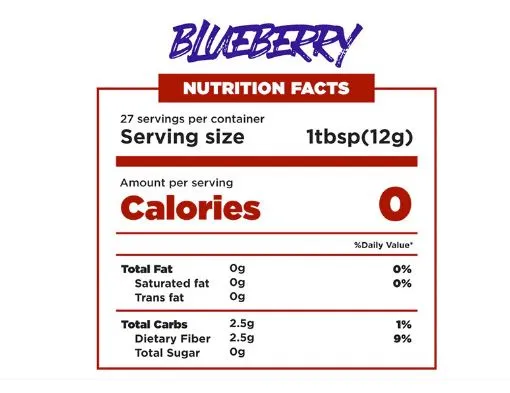 BLUEBERRY
NUTRITION FACTS
27 servings per container
Serving size 1tbsp(12g)
Amount per serving
Calories 0
%Daily Value*
Total Fat 0g 0%
Saturated fat 0g 0%
Trans fat 0g
Total Carbs 2.5g 1%
Dietary Fiber 2.5g 9%
Total Sugar 0g